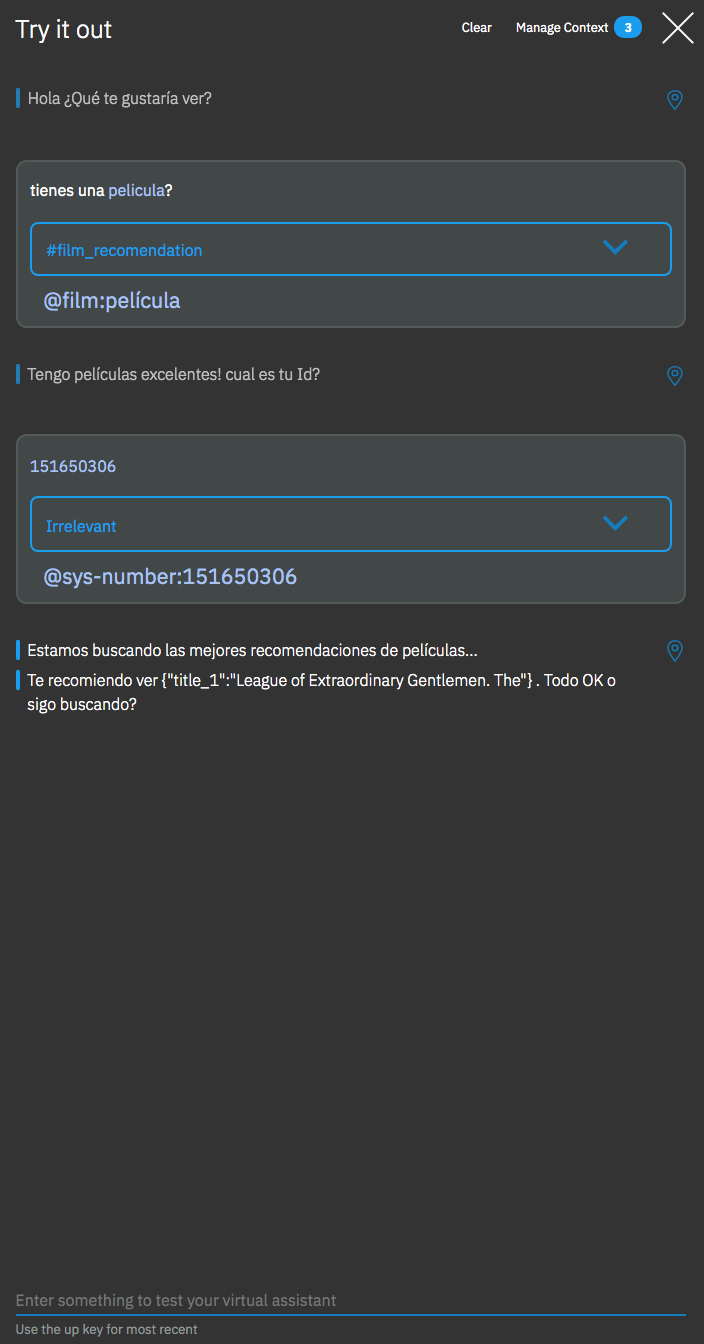 Try it out
Clear
Manage Context
3
Hola ¿Qué te gustaría ver?
tienes una pelicula?
#film_recomendation
@film:película
Tengo películas excelentes! cual es tu Id?
151650306
Irrelevant
@sys-number:151650306
Estamos buscando las mejores recomendaciones de películas...
Te recomiendo ver {"title_1":"League of Extraordinary Gentlemen. The"} . Todo OK o
sigo buscando?
Enter something to test your virtual assistant
Use the up key for most recent